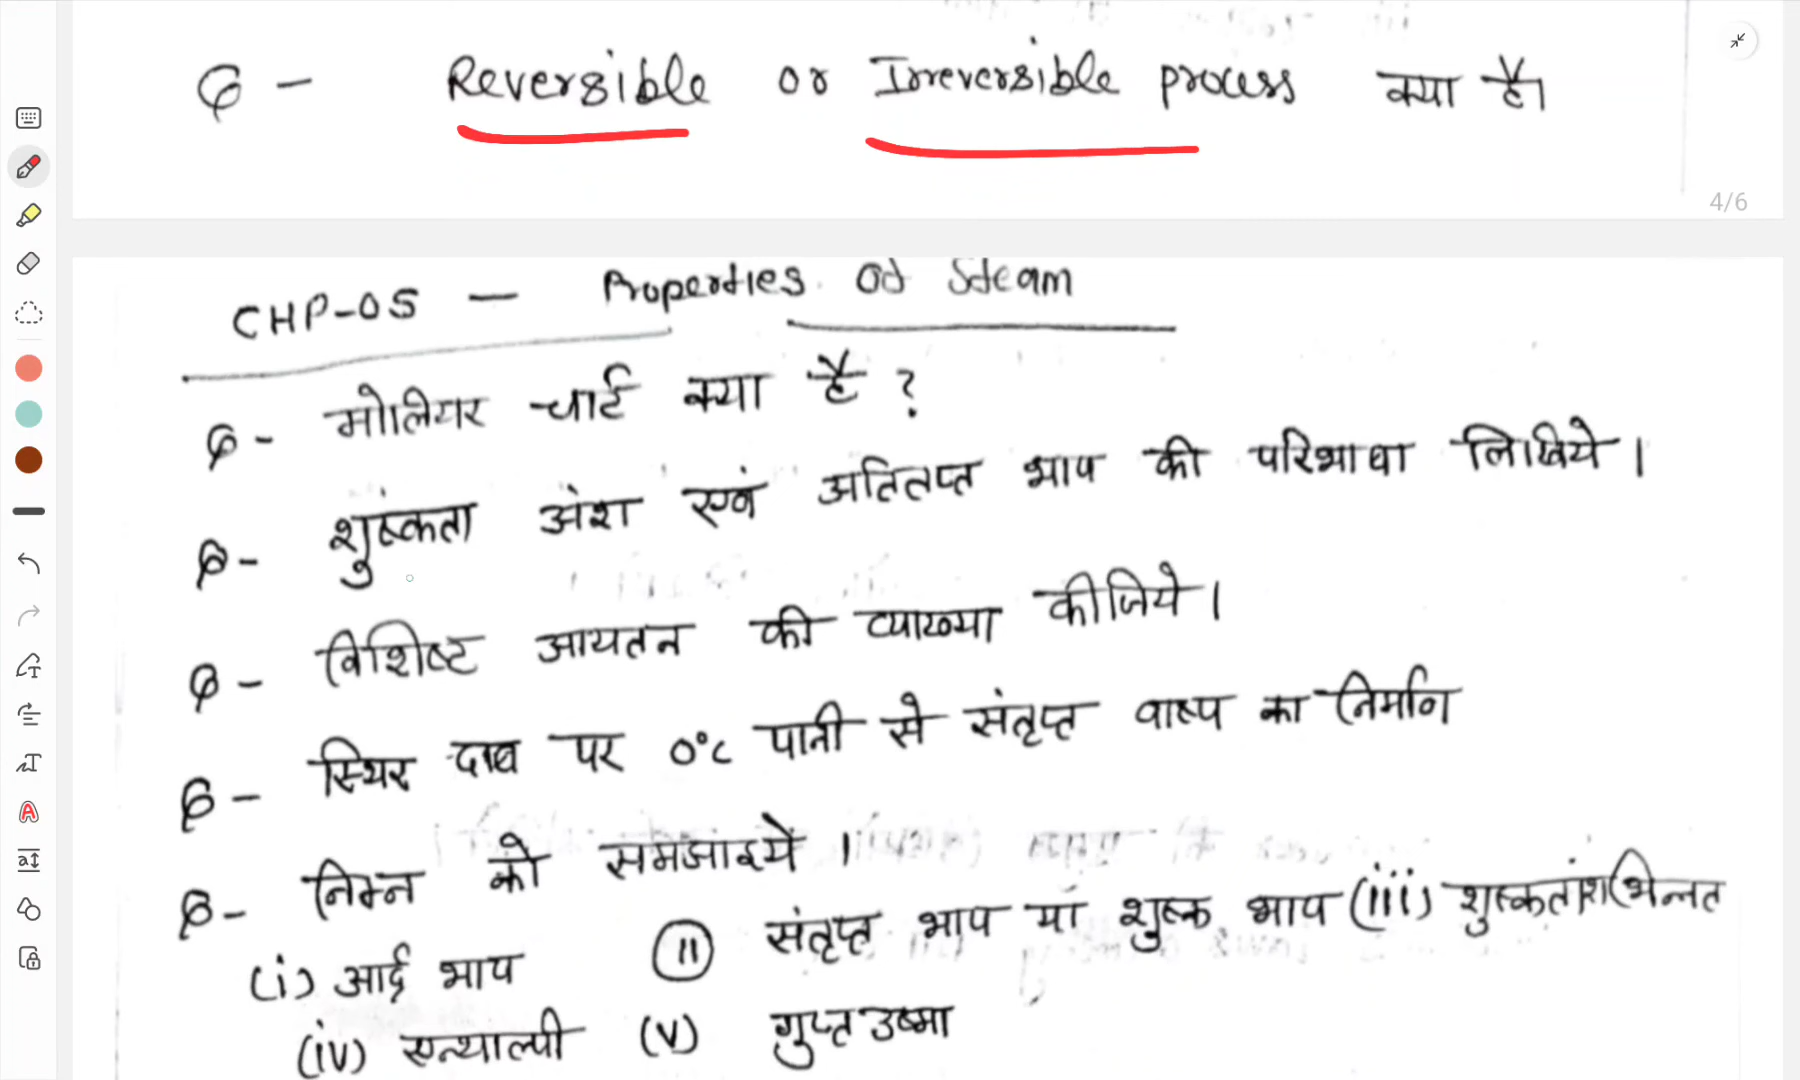 Q - Reversible or Irreversible process क्या है।
4/6
CHP-05 — Properties of Steam
Q - मोलियर चार्ट क्या है ?
Q - शुष्कता अंश एवं अतितप्त भाप की परिभाषा लिखिये।
Q - विशिष्ट आयतन की व्याख्या कीजिये।
Q - स्थिर दाब पर 0°C पानी से संतृप्त वाष्प का निर्माण
Q - निम्न को समझाइये।
(i) आर्द्र भाप (ii) संतृप्त भाप या शुष्क भाप (iii) शुष्कतांश भिन्नत
(iv) एन्थाल्पी (v) गुप्त उष्मा